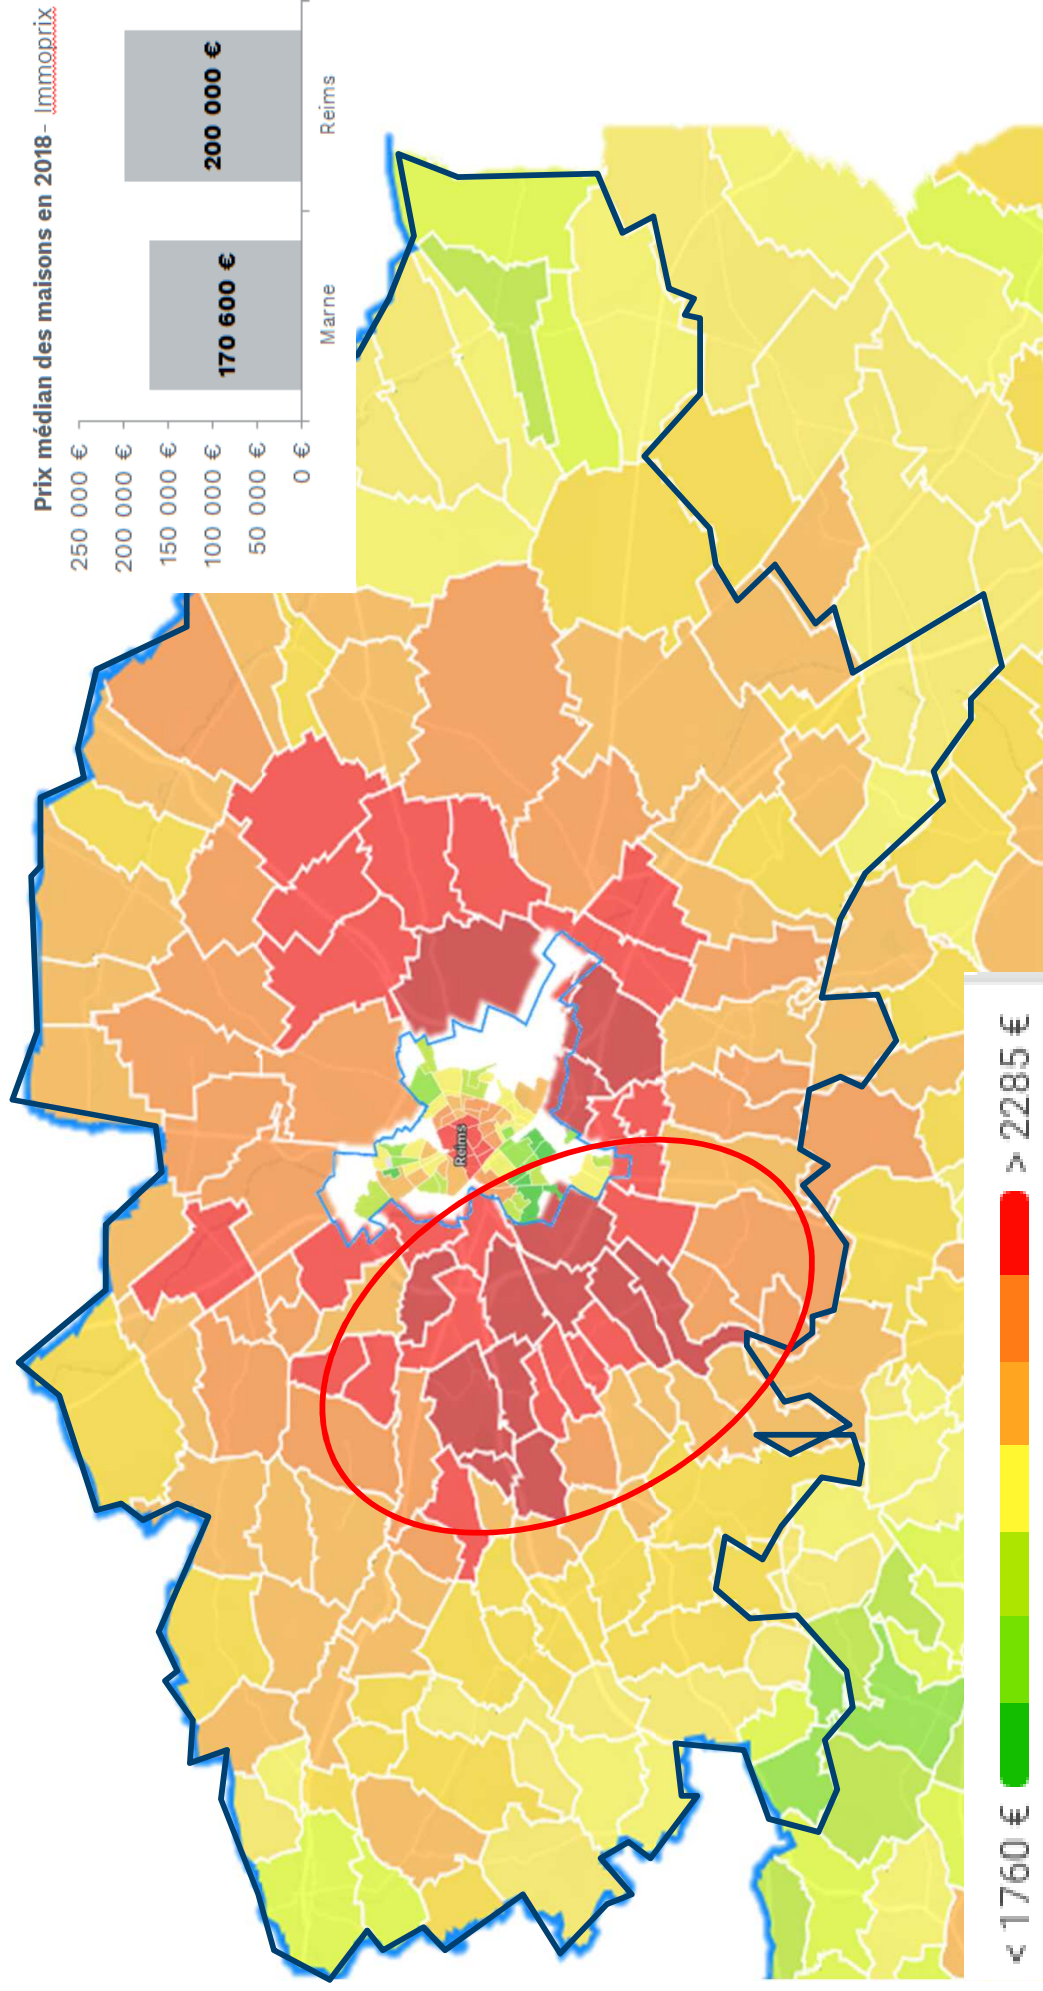 Prix médian des maisons en 2018- Immoprix
250 000 €
200 000 €
150 000 €
100 000 €
50 000 €
0 €
170 600 €
200 000 €
Marne
Reims
Reims
< 1760 €
> 2285 €